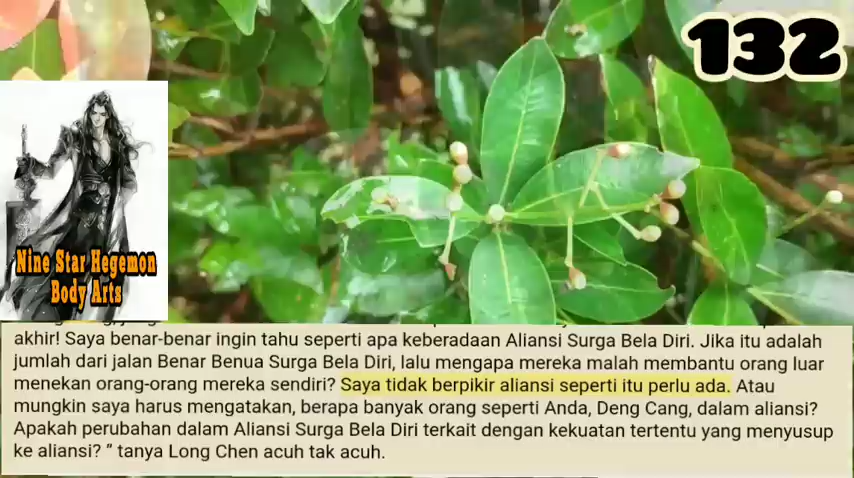 132
Nine Star Hegemon
Body Arts
akhir! Saya benar-benar ingin tahu seperti apa keberadaan Aliansi Surga Bela Diri. Jika itu adalah
jumlah dari jalan Benar Benua Surga Bela Diri, lalu mengapa mereka malah membantu orang luar
menekan orang-orang mereka sendiri? Saya tidak berpikir aliansi seperti itu perlu ada. Atau
mungkin saya harus mengatakan, berapa banyak orang seperti Anda, Deng Cang, dalam aliansi?
Apakah perubahan dalam Aliansi Surga Bela Diri terkait dengan kekuatan tertentu yang menyusup
ke aliansi? " tanya Long Chen acuh tak acuh.